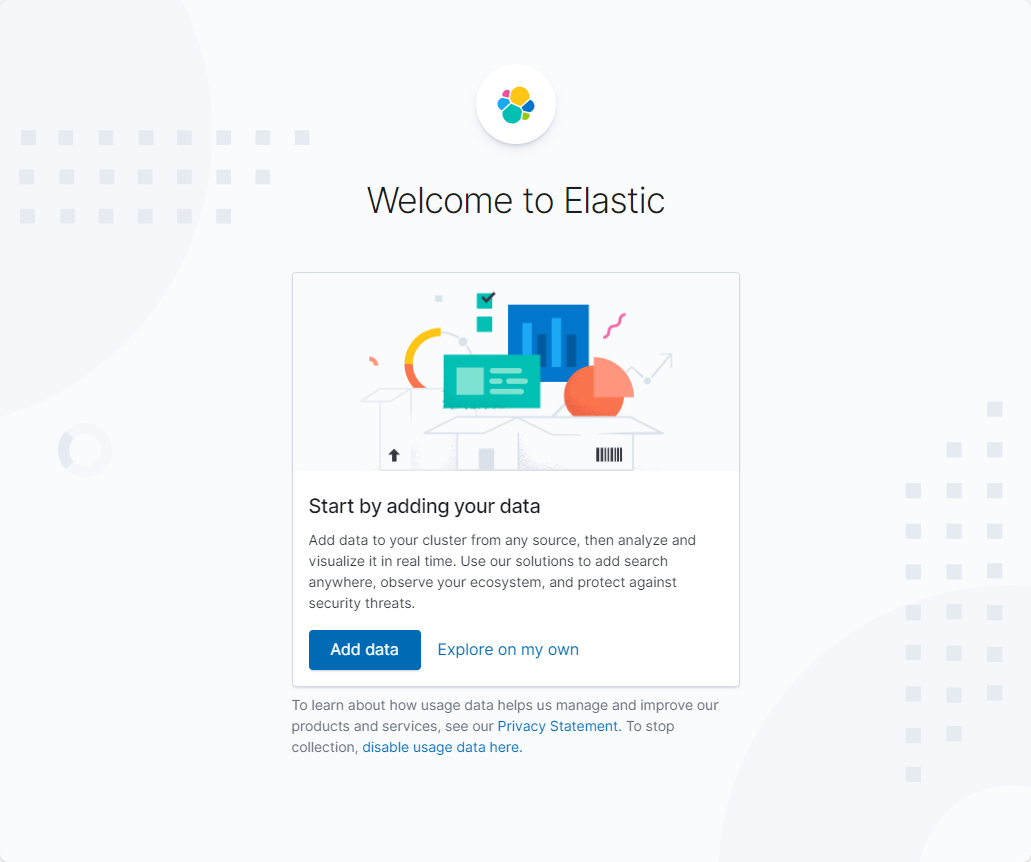 Welcome to Elastic
Start by adding your data
Add data to your cluster from any source, then analyze and
visualize it in real time. Use our solutions to add search
anywhere, observe your ecosystem, and protect against
security threats.
Add data
Explore on my own
To learn about how usage data helps us manage and improve our
products and services, see our Privacy Statement. To stop
collection, disable usage data here.